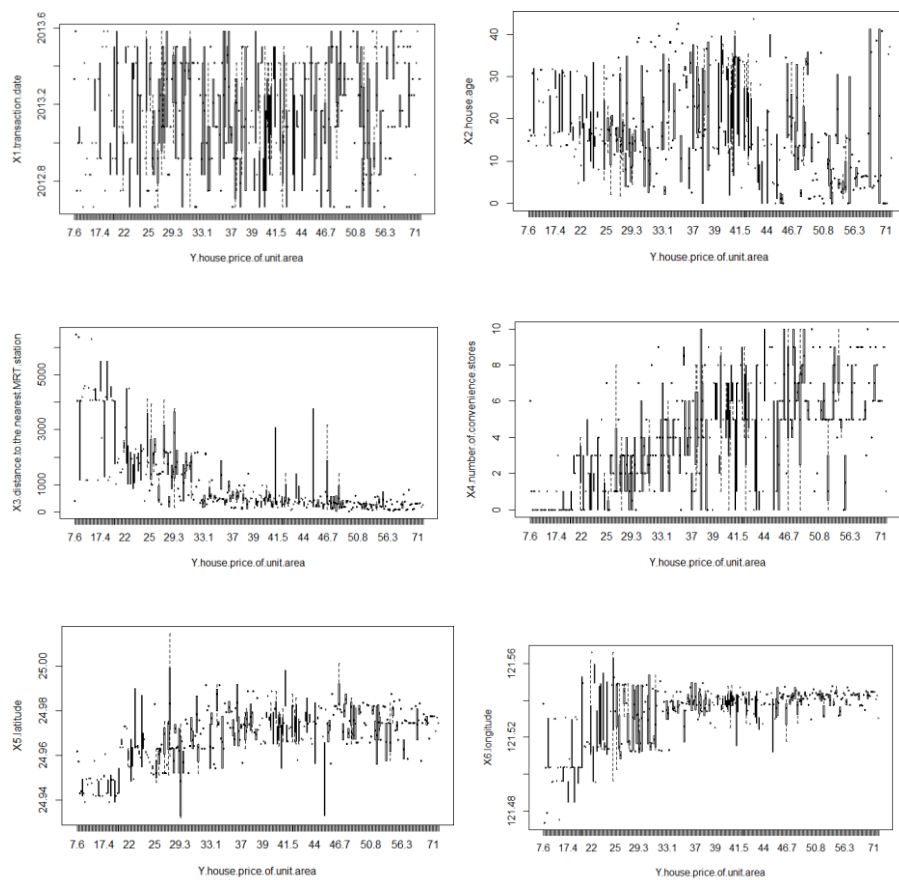 2013.6
2013.2
2012.8
X1.transaction.date
7.6 17.4 22 25 29.3 33.1 37 39 41.5 44 46.7 50.8 56.3 71
Y.house.price.of.unit.area
40
30
20
10
0
X2.house.age
7.6 17.4 22 25 29.3 33.1 37 39 41.5 44 46.7 50.8 56.3 71
Y.house.price.of.unit.area
5000
3000
1000
0
X3.distance.to.the.nearest.MRT.station
7.6 17.4 22 25 29.3 33.1 37 39 41.5 44 46.7 50.8 56.3 71
Y.house.price.of.unit.area
10
8
6
4
2
0
X4.number.of.convenience.stores
7.6 17.4 22 25 29.3 33.1 37 39 41.5 44 46.7 50.8 56.3 71
Y.house.price.of.unit.area
25.00
24.98
24.96
24.94
X5.latitude
7.6 17.4 22 25 29.3 33.1 37 39 41.5 44 46.7 50.8 56.3 71
Y.house.price.of.unit.area
121.56
121.52
121.48
X6.longitude
7.6 17.4 22 25 29.3 33.1 37 39 41.5 44 46.7 50.8 56.3 71
Y.house.price.of.unit.area